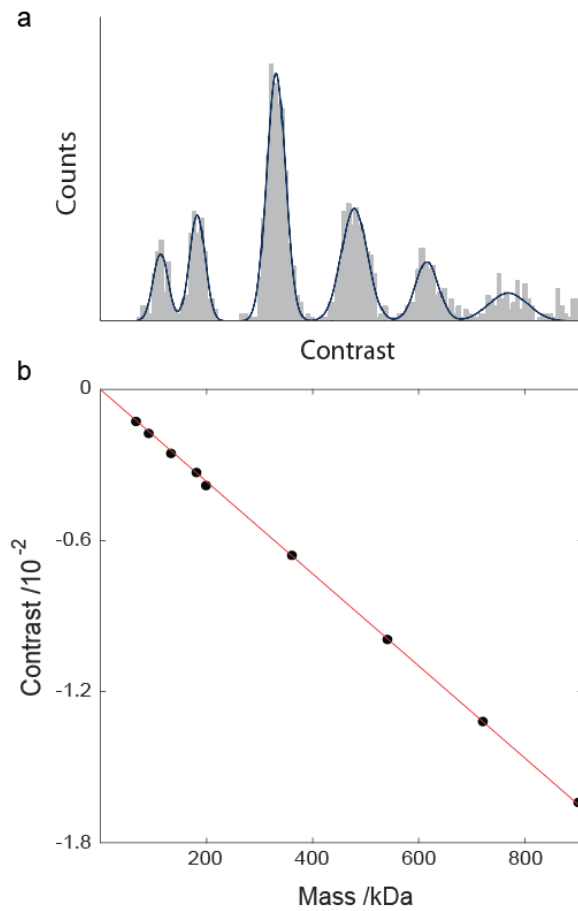 a
Counts
Contrast
b
0
-0.6
-1.2
-1.8
Contrast /10⁻²
200
400
600
800
Mass /kDa